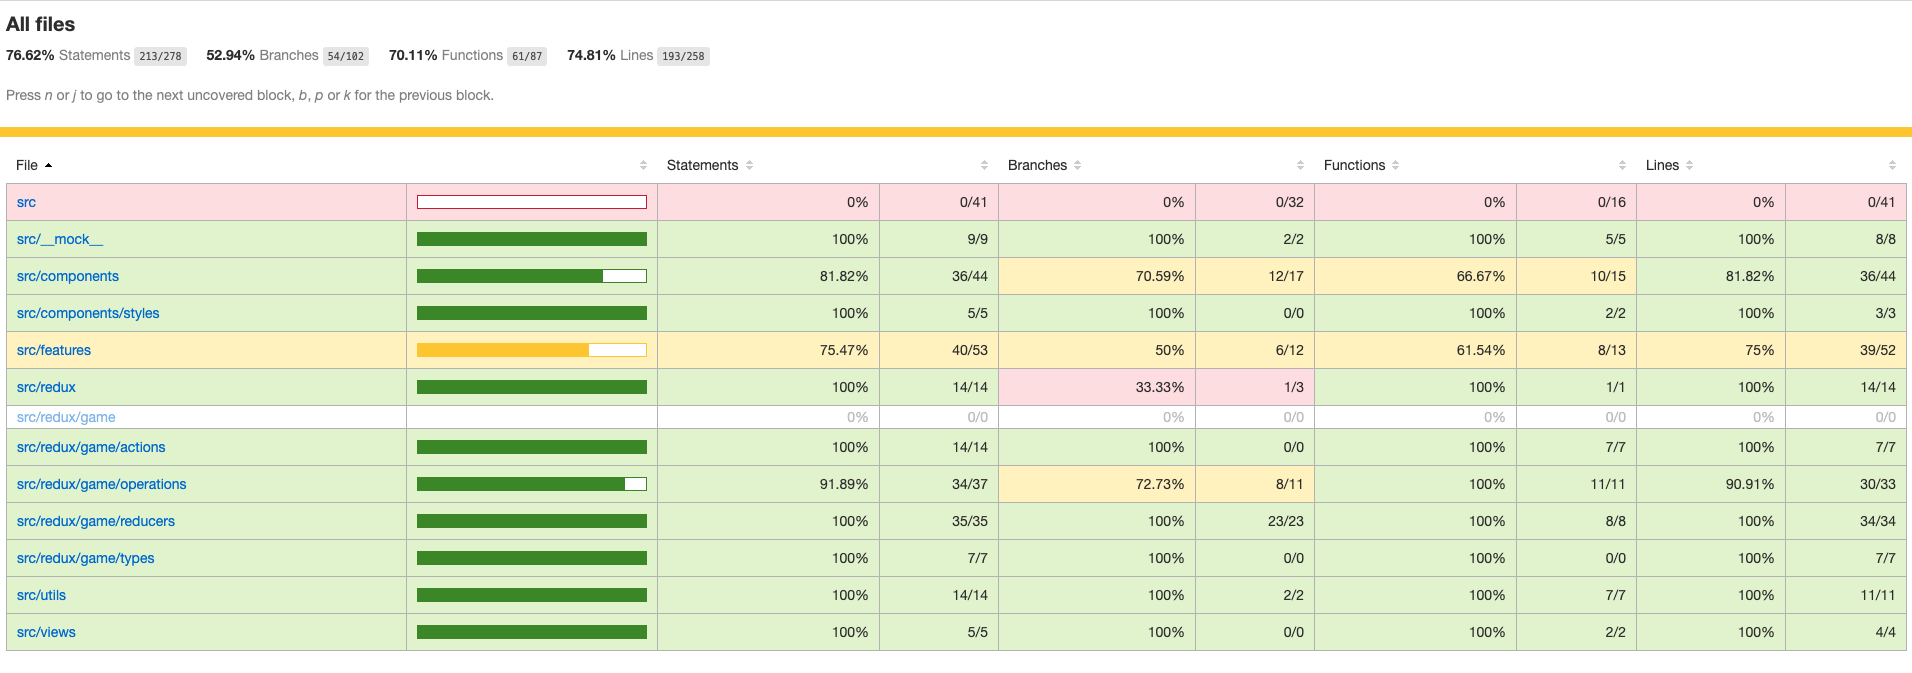 All files
76.62% Statements 213/278 52.94% Branches 54/102 70.11% Functions 61/87 74.81% Lines 193/258
Press n or j to go to the next uncovered block, b, p or k for the previous block.
File Statements Branches Functions Lines
src 0% 0/41 0% 0/32 0% 0/16 0% 0/41
src/__mock__ 100% 9/9 100% 2/2 100% 5/5 100% 8/8
src/components 81.82% 36/44 70.59% 12/17 66.67% 10/15 81.82% 36/44
src/components/styles 100% 5/5 100% 0/0 100% 2/2 100% 3/3
src/features 75.47% 40/53 50% 6/12 61.54% 8/13 75% 39/52
src/redux 100% 14/14 33.33% 1/3 100% 1/1 100% 14/14
src/redux/game 0% 0/0 0% 0/0 0% 0/0 0% 0/0
src/redux/game/actions 100% 14/14 100% 0/0 100% 7/7 100% 7/7
src/redux/game/operations 91.89% 34/37 72.73% 8/11 100% 11/11 90.91% 30/33
src/redux/game/reducers 100% 35/35 100% 23/23 100% 8/8 100% 34/34
src/redux/game/types 100% 7/7 100% 0/0 100% 0/0 100% 7/7
src/utils 100% 14/14 100% 2/2 100% 7/7 100% 11/11
src/views 100% 5/5 100% 0/0 100% 2/2 100% 4/4